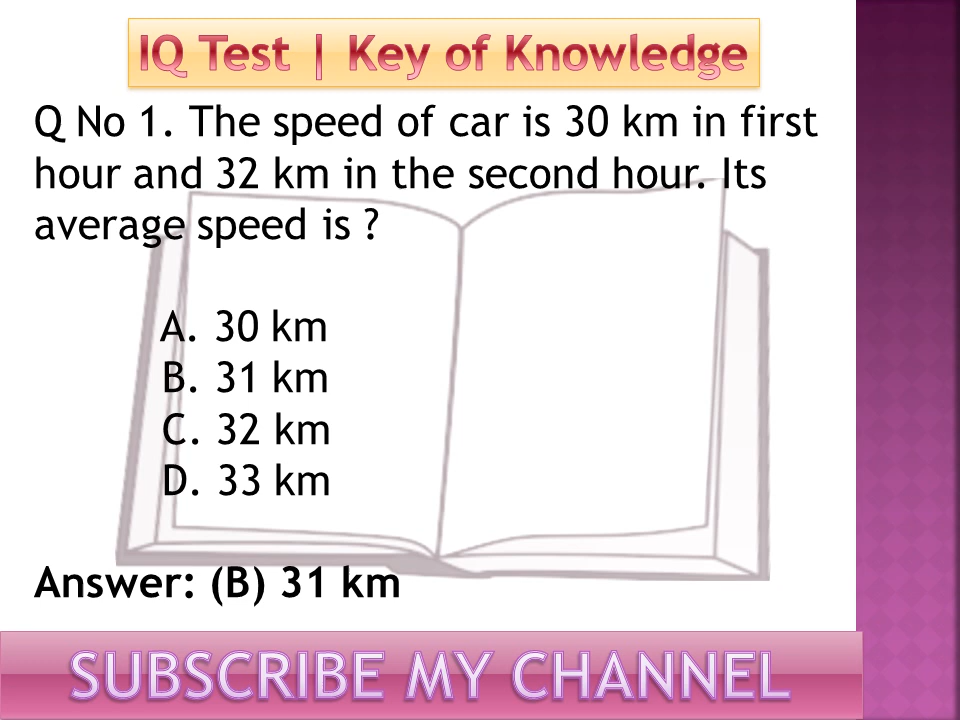 IQ Test | Key of Knowledge
Q No 1. The speed of car is 30 km in first
hour and 32 km in the second hour. Its
average speed is ?
A. 30 km
B. 31 km
C. 32 km
D. 33 km
Answer: (B) 31 km
SUBSCRIBE MY CHANNEL